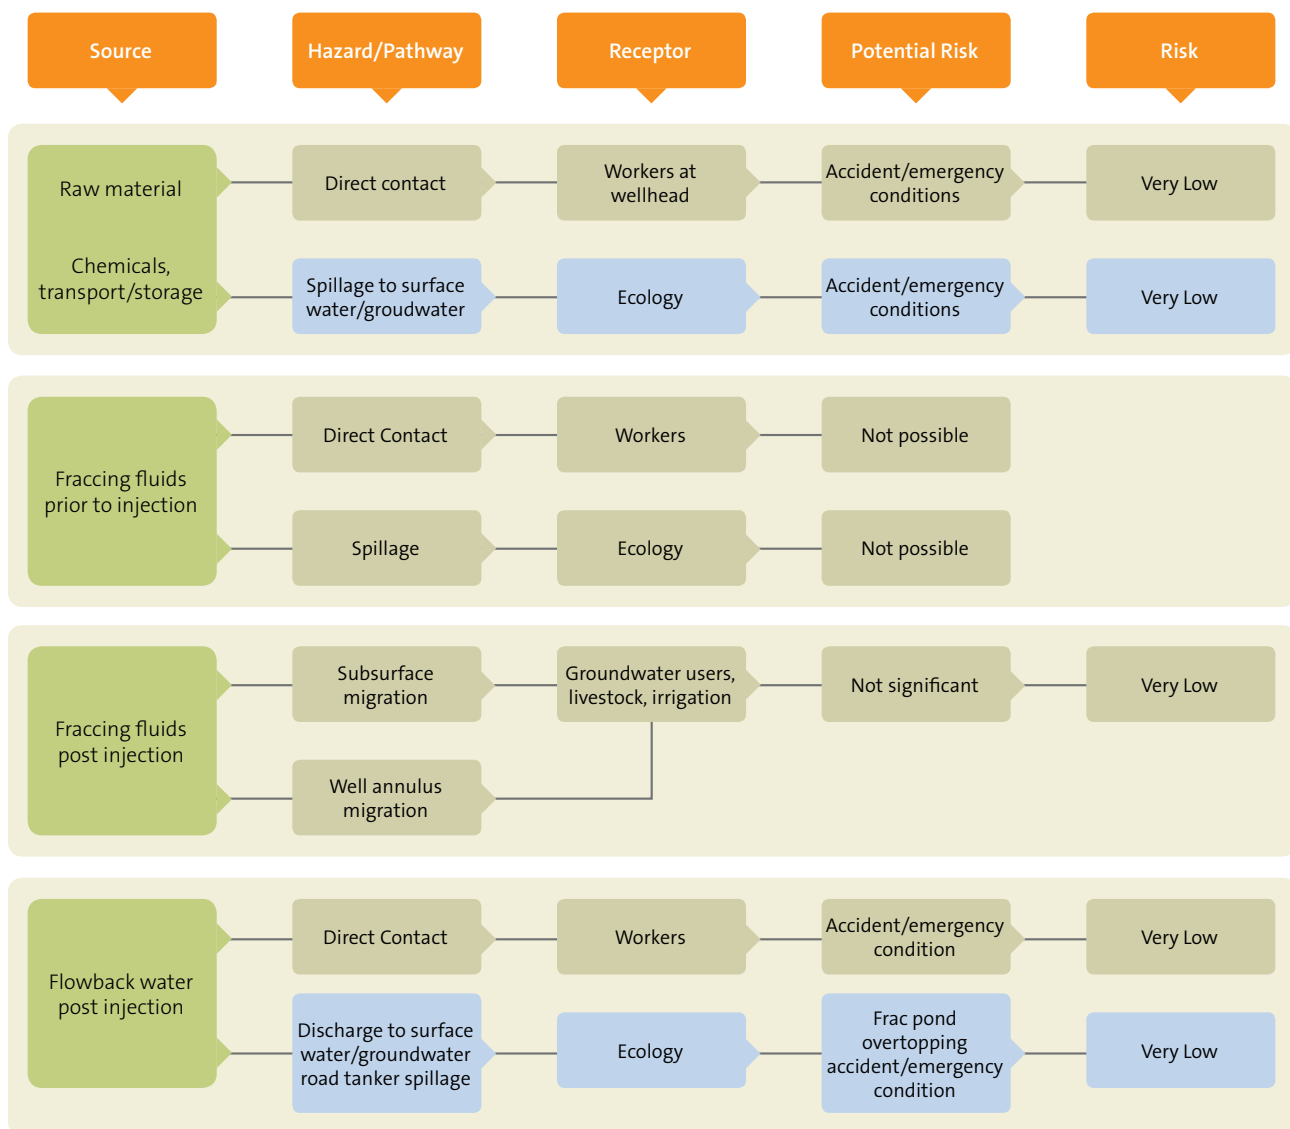 Source
Hazard/Pathway
Receptor
Potential Risk
Risk
Raw material
Chemicals,
transport/storage
Direct contact
Workers at
wellhead
Accident/emergency
conditions
Very Low
Spillage to surface
water/groudwater
Ecology
Accident/emergency
conditions
Very Low
Fraccing fluids
prior to injection
Direct Contact
Workers
Not possible
Spillage
Ecology
Not possible
Fraccing fluids
post injection
Subsurface
migration
Groundwater users,
livestock, irrigation
Not significant
Very Low
Well annulus
migration
Flowback water
post injection
Direct Contact
Workers
Accident/emergency
condition
Very Low
Discharge to surface
water/groundwater
road tanker spillage
Ecology
Frac pond
overtopping
accident/emergency
condition
Very Low